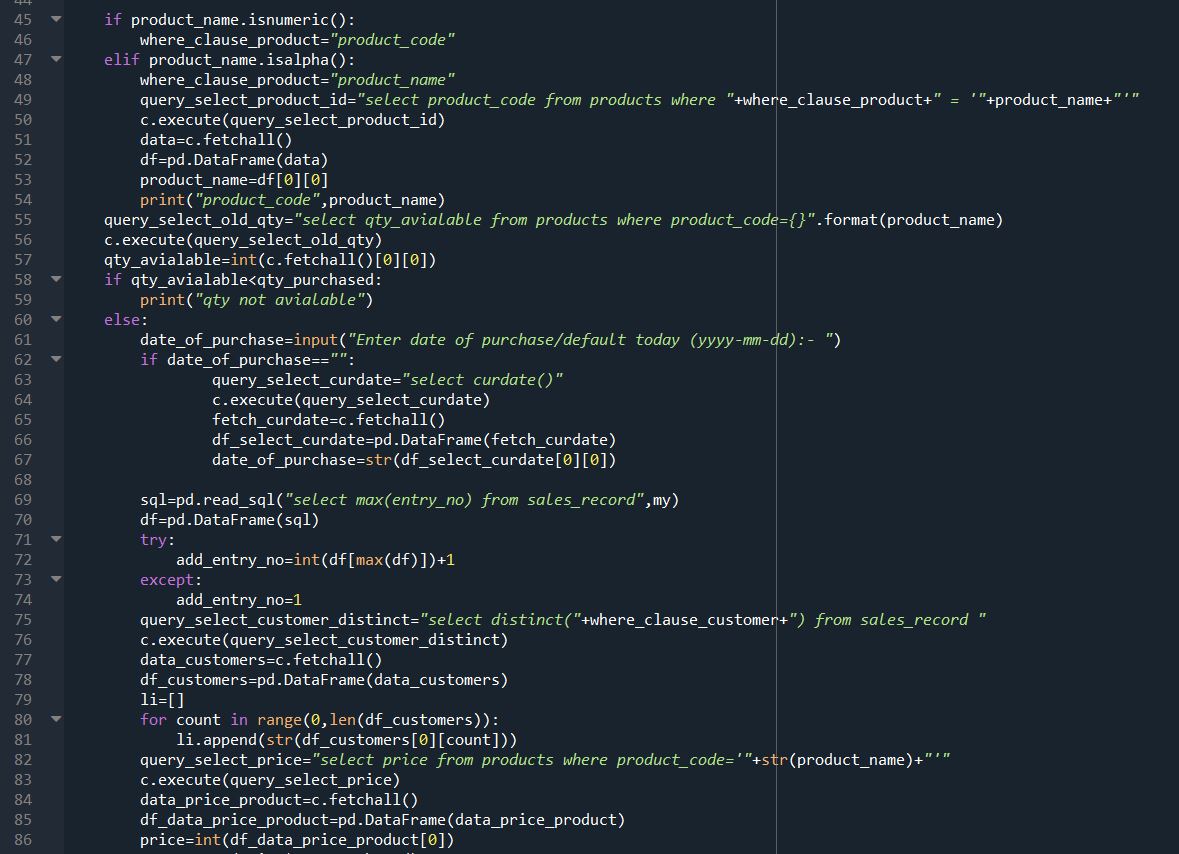 45 if product_name.isnumeric():
46 where_clause_product="product_code"
47 elif product_name.isalpha():
48 where_clause_product="product_name"
49 query_select_product_id="select product_code from products where "+where_clause_product+" = '"+product_name+"'"
50 c.execute(query_select_product_id)
51 data=c.fetchall()
52 df=pd.DataFrame(data)
53 product_name=df[0][0]
54 print("product_code",product_name)
55 query_select_old_qty="select qty_avialable from products where product_code={}".format(product_name)
56 c.execute(query_select_old_qty)
57 qty_avialable=int(c.fetchall()[0][0])
58 if qty_avialable<qty_purchased:
59 print("qty not avialable")
60 else:
61 date_of_purchase=input("Enter date of purchase/default today (yyyy-mm-dd):- ")
62 if date_of_purchase=="":
63 query_select_curdate="select curdate()"
64 c.execute(query_select_curdate)
65 fetch_curdate=c.fetchall()
66 df_select_curdate=pd.DataFrame(fetch_curdate)
67 date_of_purchase=str(df_select_curdate[0][0])
68
69 sql=pd.read_sql("select max(entry_no) from sales_record",my)
70 df=pd.DataFrame(sql)
71 try:
72 add_entry_no=int(df[max(df)])+1
73 except:
74 add_entry_no=1
75 query_select_customer_distinct="select distinct("+where_clause_customer+") from sales_record "
76 c.execute(query_select_customer_distinct)
77 data_customers=c.fetchall()
78 df_customers=pd.DataFrame(data_customers)
79 li=[]
80 for count in range(0,len(df_customers)):
81 li.append(str(df_customers[0][count]))
82 query_select_price="select price from products where product_code='"+str(product_name)+"'"
83 c.execute(query_select_price)
84 data_price_product=c.fetchall()
85 df_data_price_product=pd.DataFrame(data_price_product)
86 price=int(df_data_price_product[0])